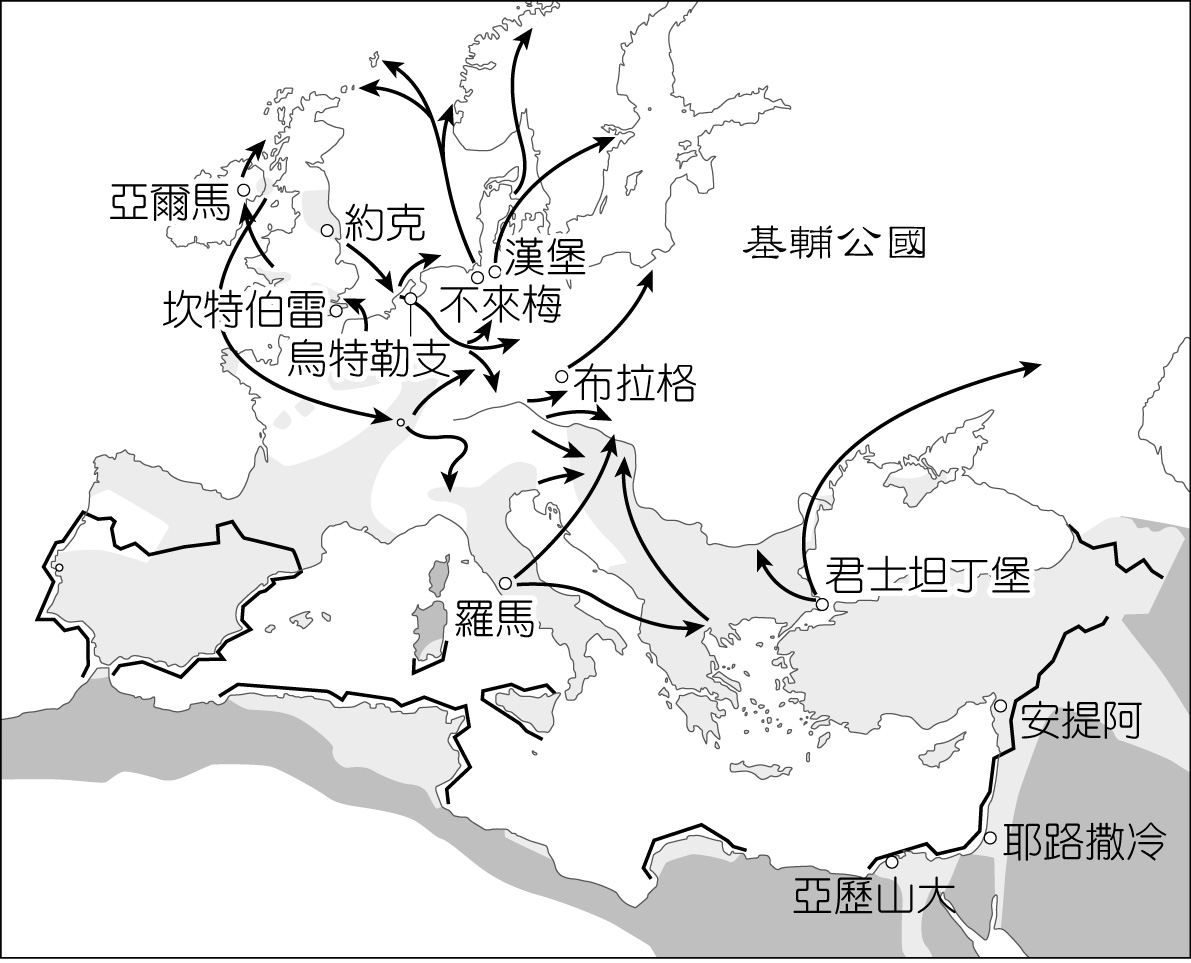 亞爾馬
約克
基輔公國
漢堡
坎特伯雷
不來梅
烏特勒支
布拉格
君士坦丁堡
羅馬
安提阿
耶路撒冷
亞歷山大